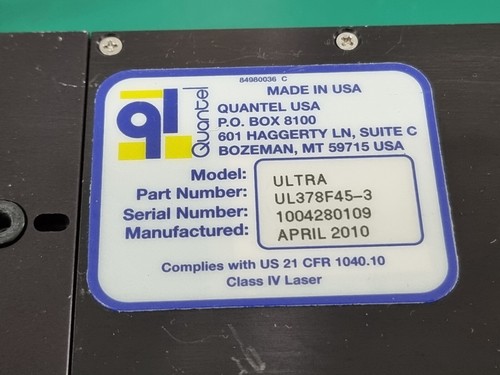 84980036 C
MADE IN USA
ql
Quantel
QUANTEL USA
P.O. BOX 8100
601 HAGGERTY LN, SUITE C
BOZEMAN, MT 59715 USA
Model: ULTRA
Part Number: UL378F45-3
Serial Number: 1004280109
Manufactured: APRIL 2010
Complies with US 21 CFR 1040.10
Class IV Laser